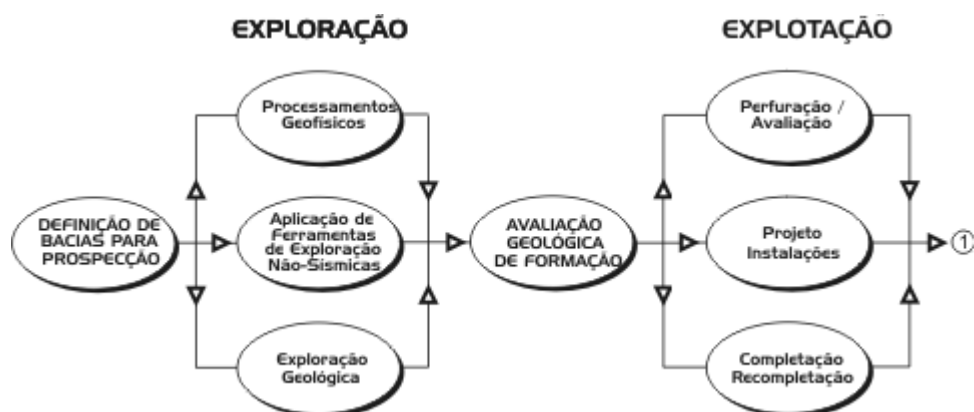 EXPLORAÇÃO
EXPLOTAÇÃO
Processamentos
Geofísicos
Perfuração /
Avaliação
DEFINIÇÃO DE
BACIAS PARA
PROSPECÇÃO
Aplicação de
Ferramentas
de Exploração
Não-Sísmicas
AVALIAÇÃO
GEOLÓGICA
DE FORMAÇÃO
Projeto
Instalações
1
Exploração
Geológica
Completação
Recompletação